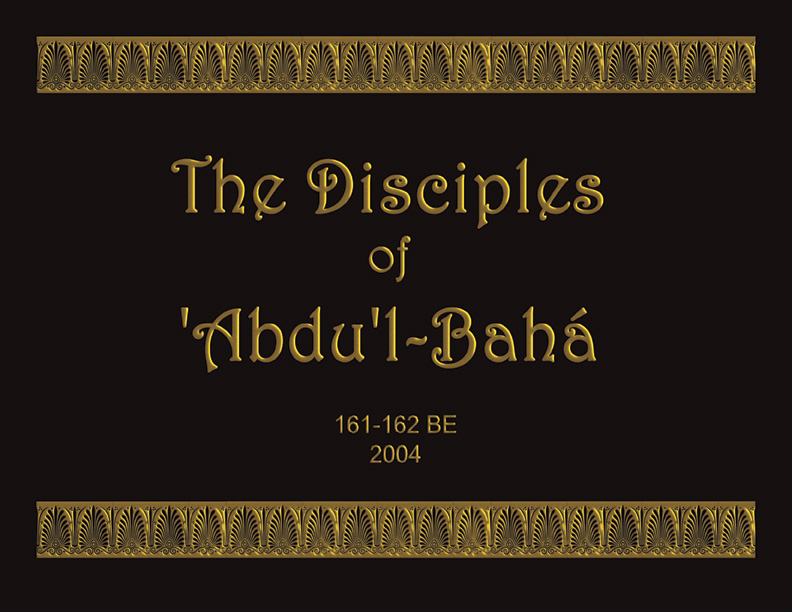 The Disciples
of
'Abdu'l-Bahá
161-162 BE
2004